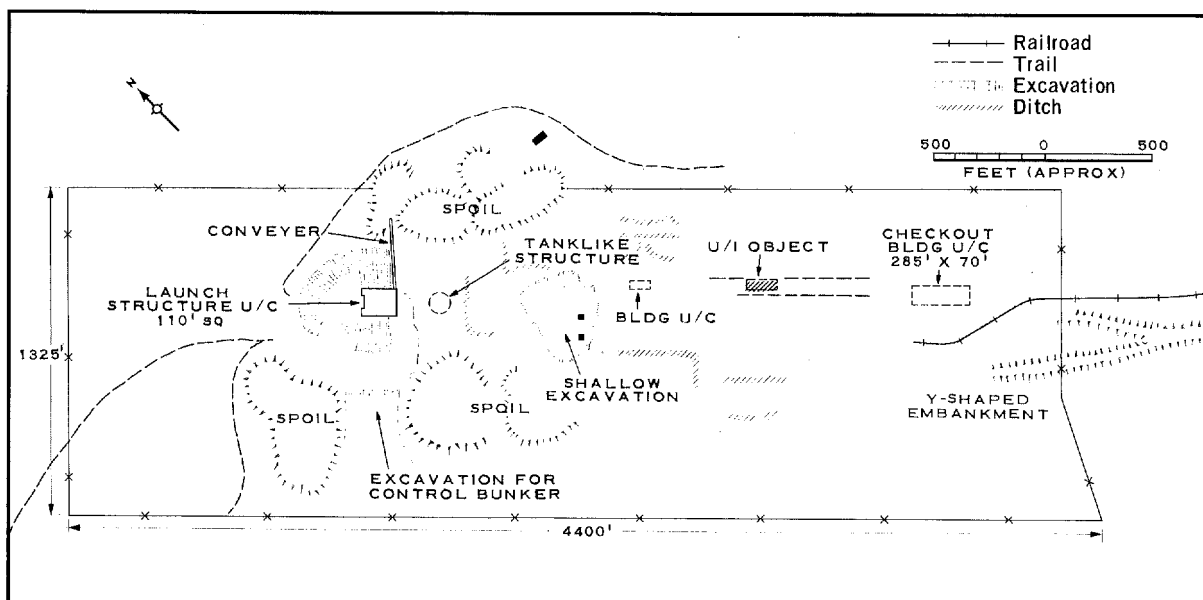 Railroad
Trail
Excavation
Ditch
N
500 0 500
FEET (APPROX)
SPOIL
CONVEYER
TANKLIKE
STRUCTURE
U/I OBJECT
CHECKOUT
BLDG U/C
285' X 70'
LAUNCH
STRUCTURE U/C
110' SQ
BLDG U/C
1325'
SHALLOW
EXCAVATION
SPOIL
SPOIL
Y-SHAPED
EMBANKMENT
EXCAVATION FOR
CONTROL BUNKER
4400'